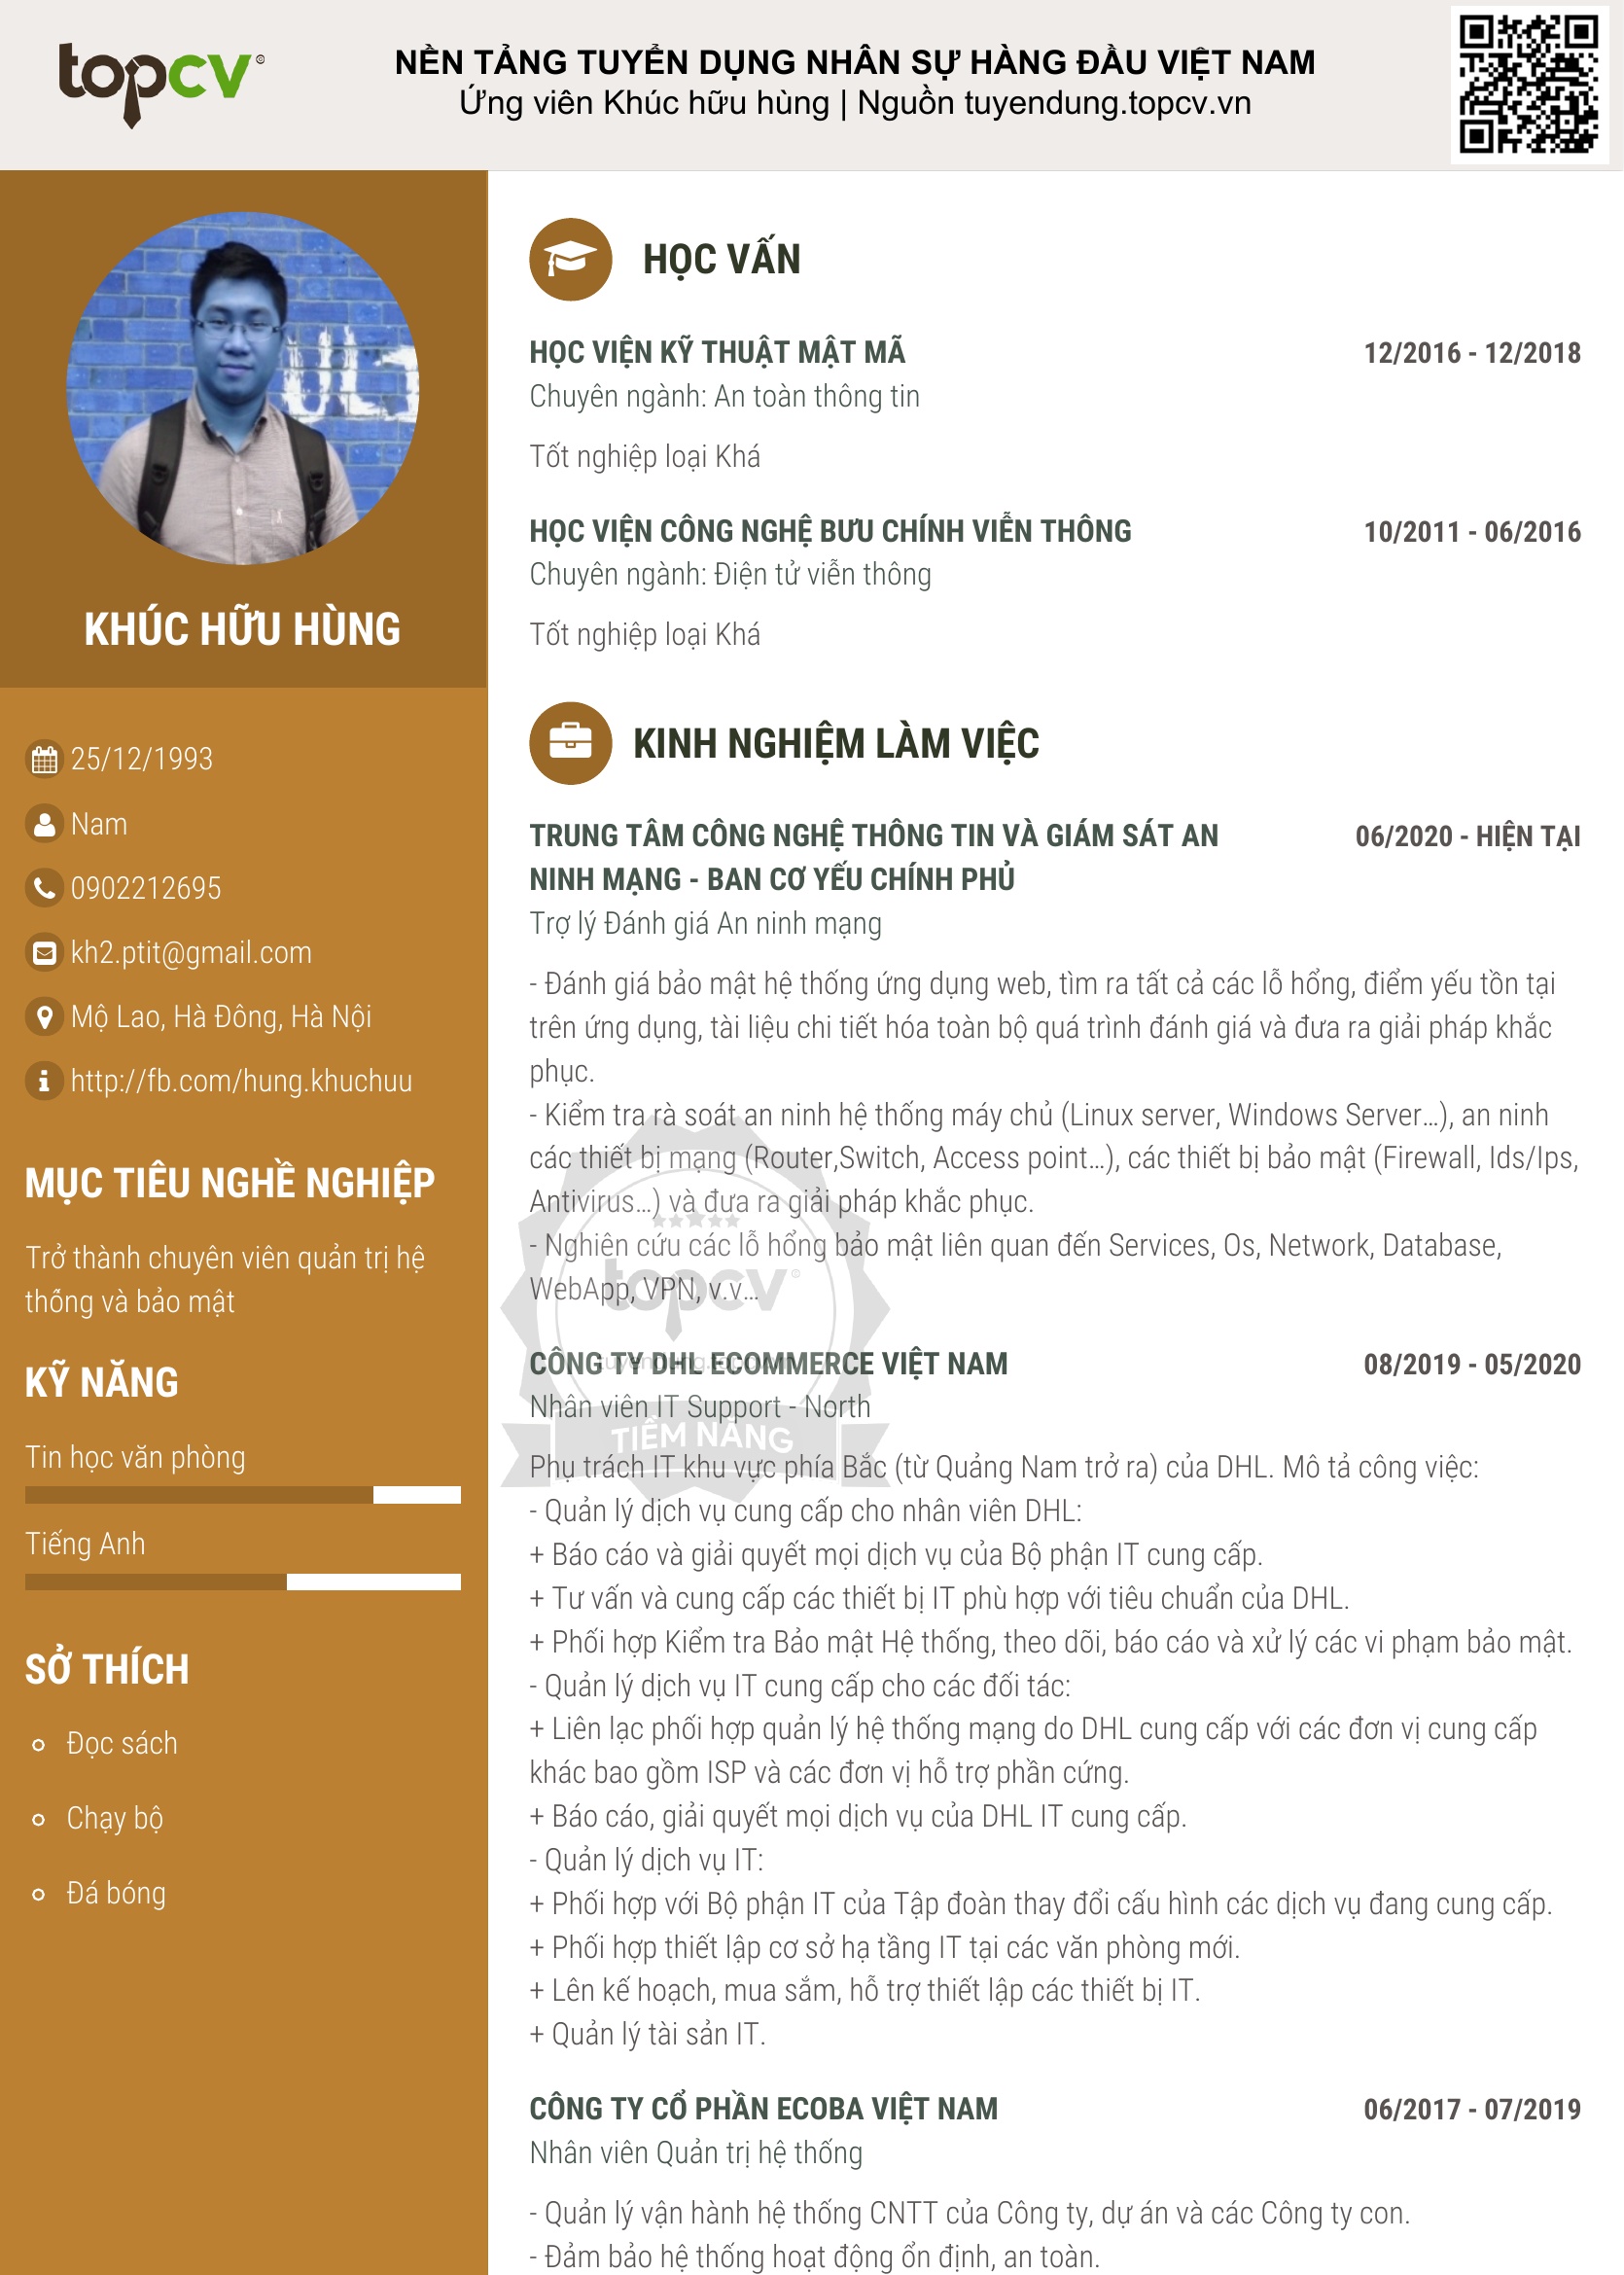 topcv
NỀN TẢNG TUYỂN DỤNG NHÂN SỰ HÀNG ĐẦU VIỆT NAM
Ứng viên Khúc hữu hùng | Nguồn tuyendung.topcv.vn
KHÚC HỮU HÙNG
25/12/1993
Nam
0902212695
kh2.ptit@gmail.com
Mộ Lao, Hà Đông, Hà Nội
http://fb.com/hung.khuchuu
MỤC TIÊU NGHỀ NGHIỆP
Trở thành chuyên viên quản trị hệ
thống và bảo mật
KỸ NĂNG
Tin học văn phòng
Tiếng Anh
SỞ THÍCH
Đọc sách
Chạy bộ
Đá bóng
HỌC VẤN
HỌC VIỆN KỸ THUẬT MẬT MÃ 12/2016 - 12/2018
Chuyên ngành: An toàn thông tin
Tốt nghiệp loại Khá
HỌC VIỆN CÔNG NGHỆ BƯU CHÍNH VIỄN THÔNG 10/2011 - 06/2016
Chuyên ngành: Điện tử viễn thông
Tốt nghiệp loại Khá
KINH NGHIỆM LÀM VIỆC
TRUNG TÂM CÔNG NGHỆ THÔNG TIN VÀ GIÁM SÁT AN 06/2020 - HIỆN TẠI
NINH MẠNG - BAN CƠ YẾU CHÍNH PHỦ
Trợ lý Đánh giá An ninh mạng
- Đánh giá bảo mật hệ thống ứng dụng web, tìm ra tất cả các lỗ hổng, điểm yếu tồn tại
trên ứng dụng, tài liệu chi tiết hóa toàn bộ quá trình đánh giá và đưa ra giải pháp khắc
phục.
- Kiểm tra rà soát an ninh hệ thống máy chủ (Linux server, Windows Server…), an ninh
các thiết bị mạng (Router,Switch, Access point…), các thiết bị bảo mật (Firewall, Ids/Ips,
Antivirus…) và đưa ra giải pháp khắc phục.
- Nghiên cứu các lỗ hổng bảo mật liên quan đến Services, Os, Network, Database,
WebApp, VPN, v.v…
topcv
CÔNG TY DHL ECOMMERCE VIỆT NAM 08/2019 - 05/2020
tuyendung.topcv.vn
Nhân viên IT Support - North
TIỀM NĂNG
Phụ trách IT khu vực phía Bắc (từ Quảng Nam trở ra) của DHL. Mô tả công việc:
- Quản lý dịch vụ cung cấp cho nhân viên DHL:
+ Báo cáo và giải quyết mọi dịch vụ của Bộ phận IT cung cấp.
+ Tư vấn và cung cấp các thiết bị IT phù hợp với tiêu chuẩn của DHL.
+ Phối hợp Kiểm tra Bảo mật Hệ thống, theo dõi, báo cáo và xử lý các vi phạm bảo mật.
- Quản lý dịch vụ IT cung cấp cho các đối tác:
+ Liên lạc phối hợp quản lý hệ thống mạng do DHL cung cấp với các đơn vị cung cấp
khác bao gồm ISP và các đơn vị hỗ trợ phần cứng.
+ Báo cáo, giải quyết mọi dịch vụ của DHL IT cung cấp.
- Quản lý dịch vụ IT:
+ Phối hợp với Bộ phận IT của Tập đoàn thay đổi cấu hình các dịch vụ đang cung cấp.
+ Phối hợp thiết lập cơ sở hạ tầng IT tại các văn phòng mới.
+ Lên kế hoạch, mua sắm, hỗ trợ thiết lập các thiết bị IT.
+ Quản lý tài sản IT.
CÔNG TY CỔ PHẦN ECOBA VIỆT NAM 06/2017 - 07/2019
Nhân viên Quản trị hệ thống
- Quản lý vận hành hệ thống CNTT của Công ty, dự án và các Công ty con.
- Đảm bảo hệ thống hoạt động ổn định, an toàn.